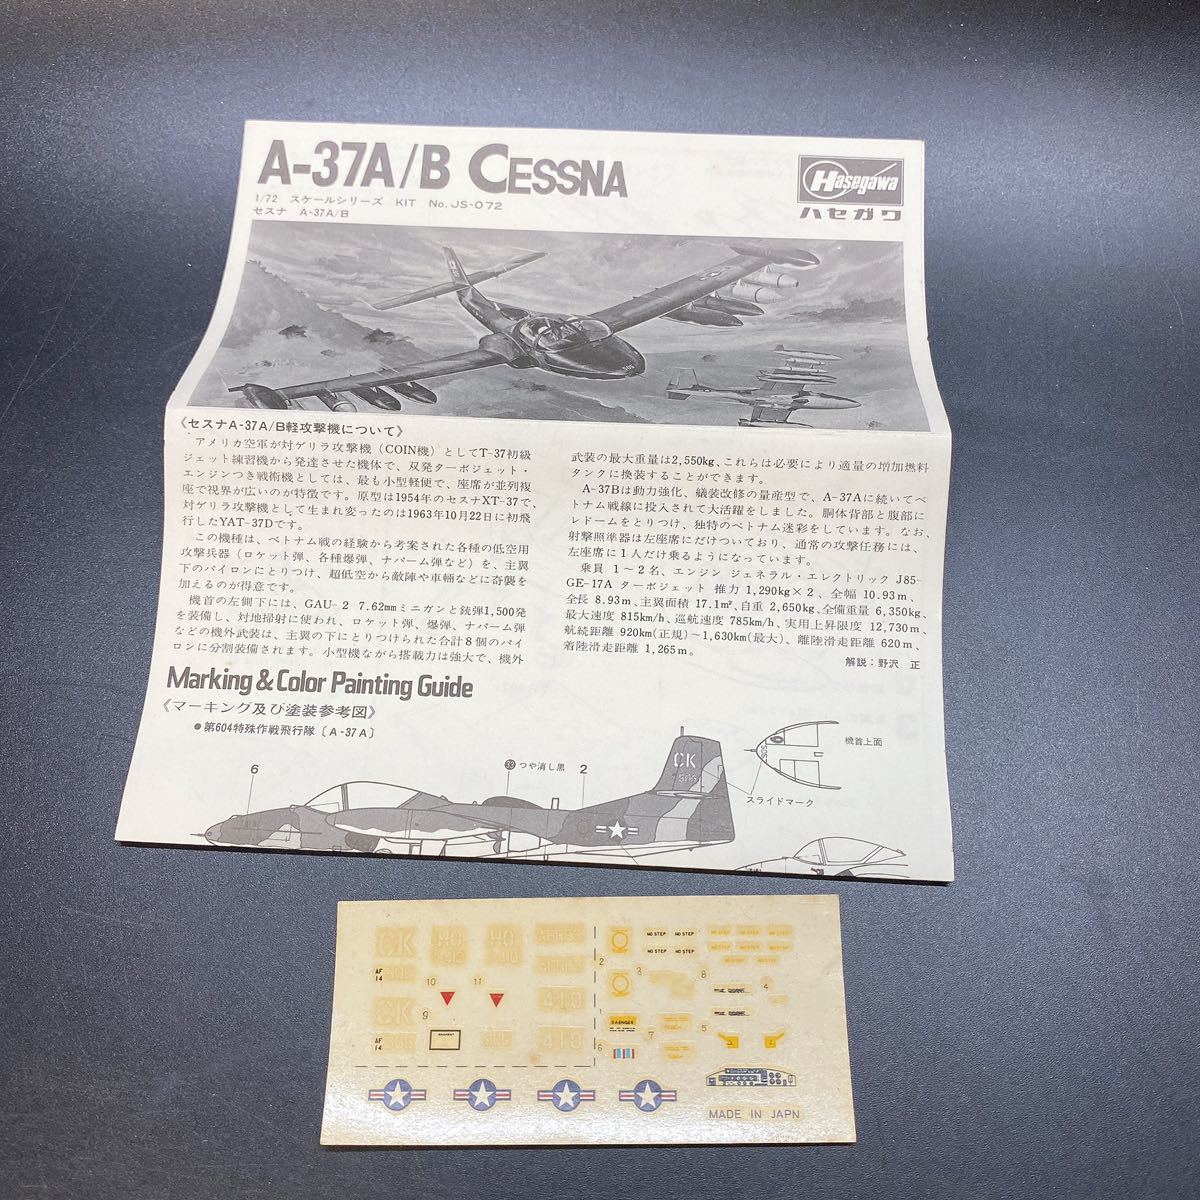 A-37A/B CESSNA
1/72 スケールシリーズ KIT No. JS-072
セスナ A-37A/B
Hasegawa
ハセガワ
《セスナA-37A/B軽攻撃機について》
アメリカ空軍が対ゲリラ攻撃機（COIN機）としてT-37初級
ジェット練習機から発達させた機体で、双発ターボジェット・
エンジンつき戦術機としては、最も小型軽便で、座席が並列複
座で視界が広いのが特徴です。原型は1954年のセスナXT-37で、
対ゲリラ攻撃機として生まれ変ったのは1963年10月22日に初飛
行したYAT-37Dです。
この機種は、ベトナム戦の経験から考案された各種の低空用
攻撃兵器（ロケット弾、各種爆弾、ナパーム弾など）を、主翼
下のパイロンにとりつけ、超低空から敵陣や車輛などに奇襲を
加えるのが得意です。
機首の左側下には、GAU-2 7.62mmミニガンと銃弾1,500発
を装備し、対地掃射に使われ、ロケット弾、爆弾、ナパーム弾
などの機外武装は、主翼の下にとりつけられた合計8個のパイ
ロンに分割装備されます。小型機ながら搭載力は強大で、機外
武装の最大重量は2,550kg、これらは必要により適量の増加燃料
タンクに換装することができます。
A-37Bは動力強化、艤装改修の量産型で、A-37Aに続いてベ
トナム戦線に投入されて大活躍をしました。胴体背部と腹部に
レドームをとりつけ、独特のベトナム迷彩をしています。なお、
射撃照準器は左座席にだけついており、通常の攻撃任務には、
左座席に1人だけ乗るようになっています。
乗員 1～2名、エンジン ジェネラル・エレクトリック J85-
GE-17A ターボジェット 推力 1,290kg×2、全幅 10.93m、
全長 8.93m、主翼面積 17.1m²、自重 2,650kg、全備重量 6,350kg、
最大速度 815km/h、巡航速度 785km/h、実用上昇限度 12,730m、
航続距離 920km(正規)～1,630km(最大)、離陸滑走距離 620m、
着陸滑走距離 1,265m。
解説：野沢 正
Marking & Color Painting Guide
《マーキング及び塗装参考図》
●第604特殊作戦飛行隊〔A-37A〕
6
33 つや消し黒
2
CK
機首上面
スライドマーク
CK
HO
HO
410
NO STEP
NO STEP
NO STEP
NO STEP
AF
14
10
11
2
3
8
4
CK
9
410
AF
14
410
7
5
6
MADE IN JAPN